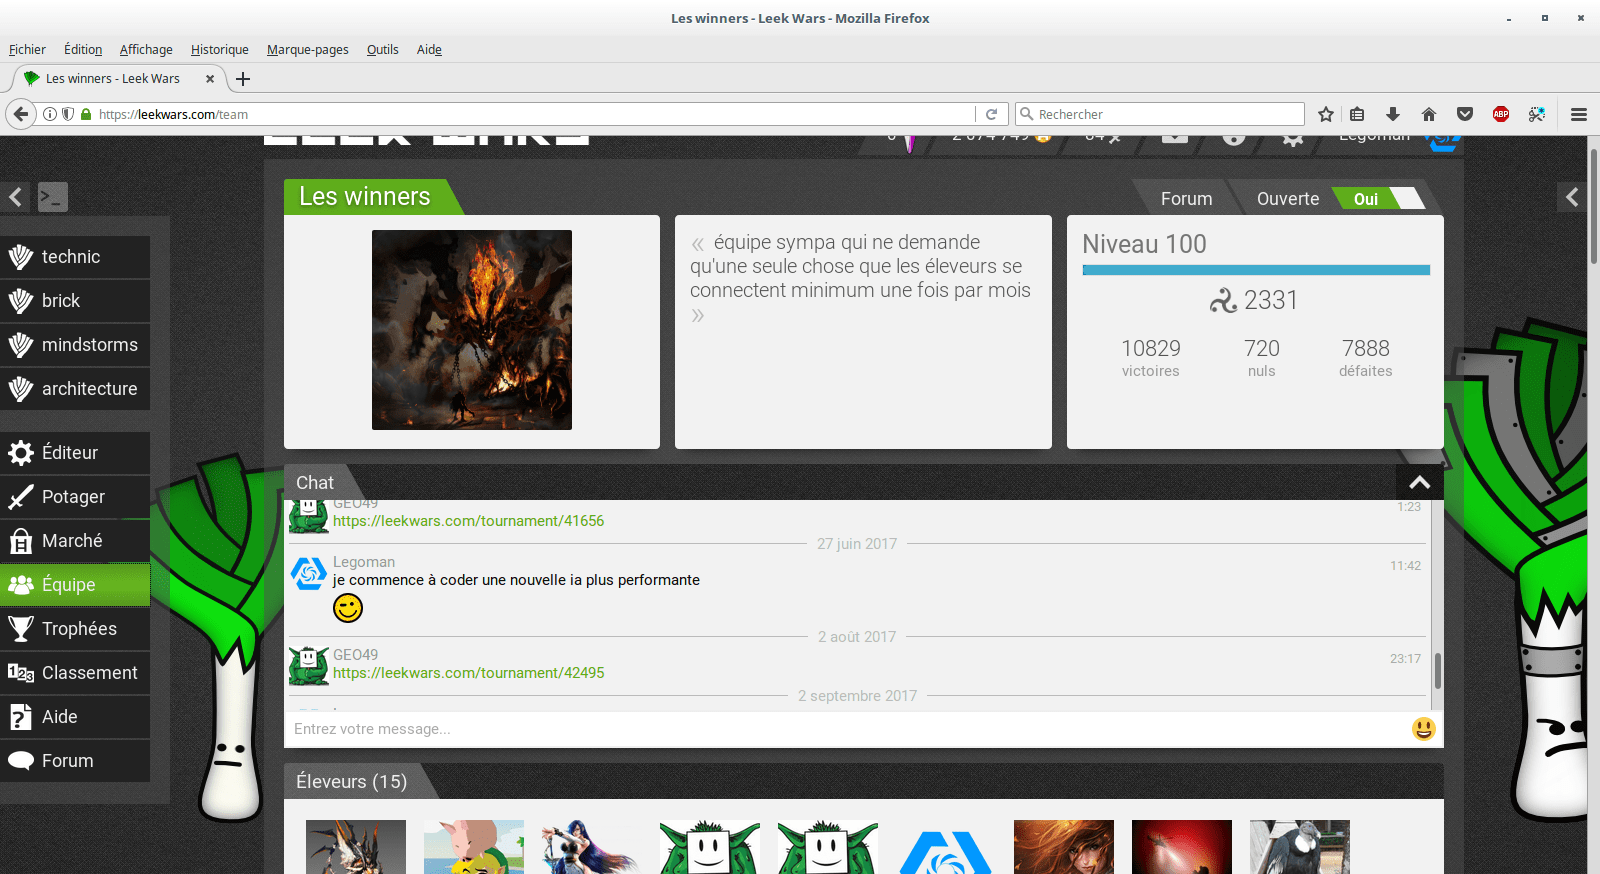 Les winners - Leek Wars - Mozilla Firefox
Fichier Édition Affichage Historique Marque-pages Outils Aide
Les winners - Leek Wars
https://leekwars.com/team
Rechercher
ABP
LEEK WARS
Legoman
>_
Les winners
Forum
Ouverte
Oui
technic
brick
mindstorms
architecture
Éditeur
Potager
Marché
Équipe
Trophées
Classement
Aide
Forum
« équipe sympa qui ne demande
qu'une seule chose que les éleveurs se
connectent minimum une fois par mois
»
Niveau 100
2331
10829 720 7888
victoires nuls défaites
Chat
GEO49 1:23
https://leekwars.com/tournament/41656
27 juin 2017
Legoman 11:42
je commence à coder une nouvelle ia plus performante
2 août 2017
GEO49 23:17
https://leekwars.com/tournament/42495
2 septembre 2017
Entrez votre message...
Éleveurs (15)